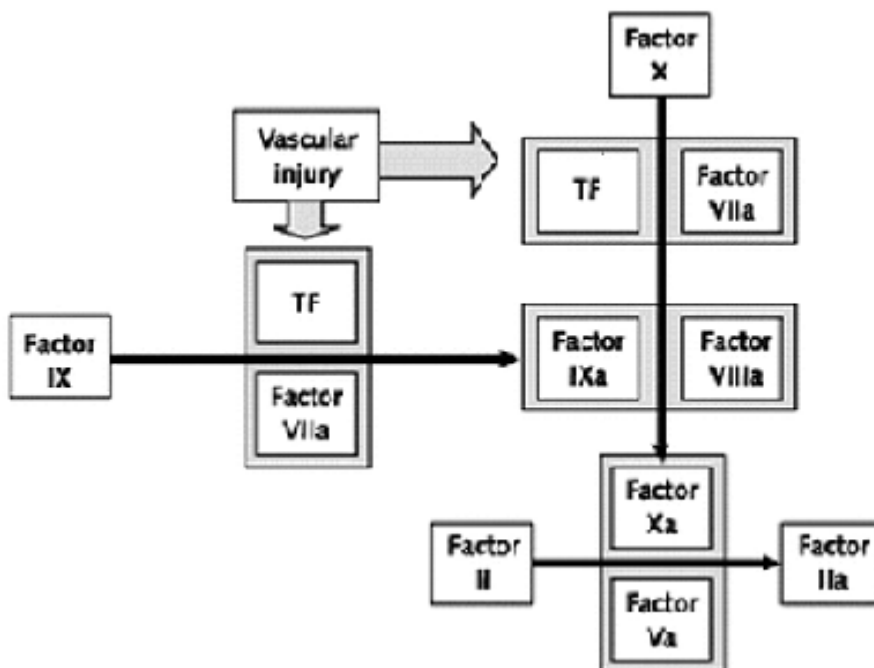 Factor
X
Vascular
injury
TF
Factor
VIIa
TF
Factor
VIIa
Factor
IX
Factor
IXa
Factor
VIIIa
Factor
Xa
Factor
II
Factor
IIa
Factor
Va